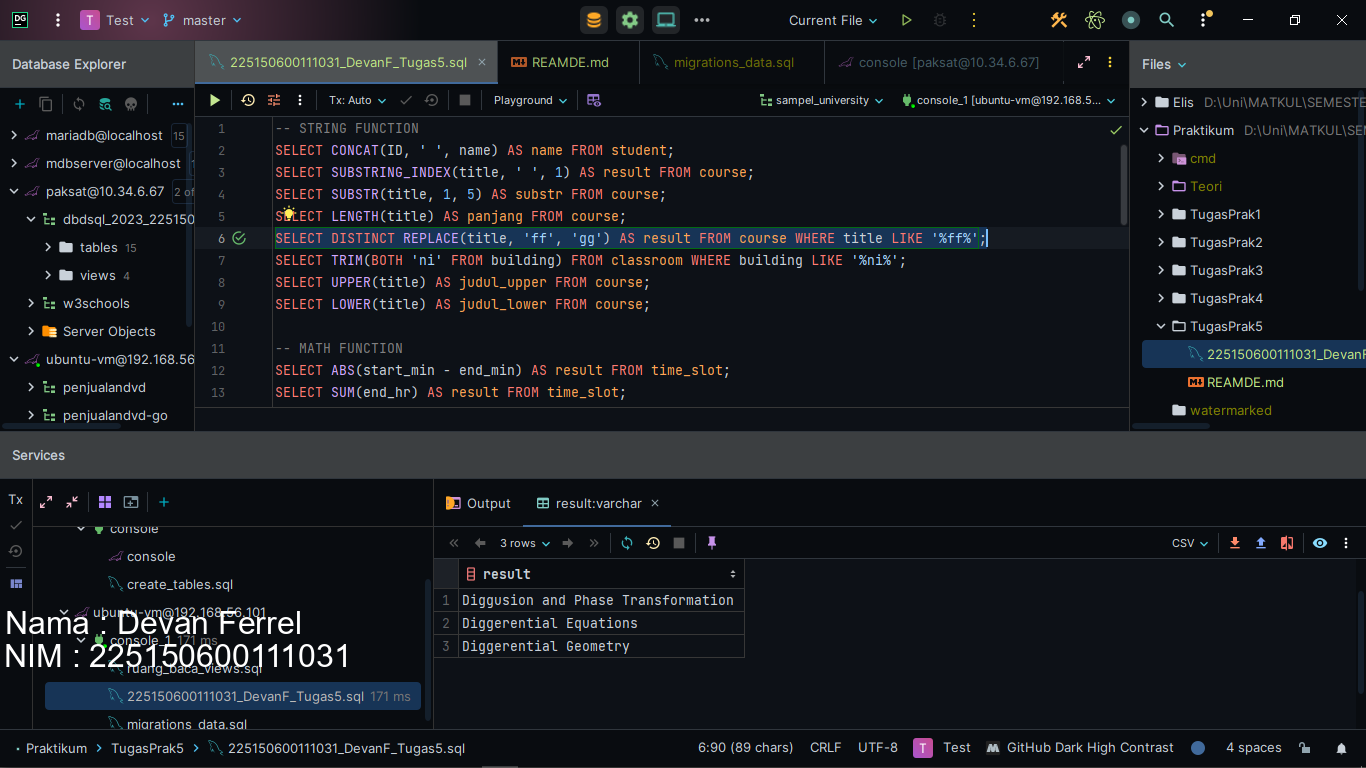 DG
T Test master Current File
Database Explorer
225150600111031_DevanF_Tugas5.sql
REAMDE.md
migrations_data.sql
console [paksat@10.34.6.67]
Files
Tx: Auto Playground sampel_university console_1 [ubuntu-vm@192.168.5...
mariadb@localhost 15
mdbserver@localhost
paksat@10.34.6.67 2 of
dbdsql_2023_22515
tables 15
views 4
w3schools
Server Objects
ubuntu-vm@192.168.56
penjualandvd
penjualandvd-go
1 -- STRING FUNCTION
2 SELECT CONCAT(ID, ' ', name) AS name FROM student;
3 SELECT SUBSTRING_INDEX(title, ' ', 1) AS result FROM course;
4 SELECT SUBSTR(title, 1, 5) AS substr FROM course;
5 SELECT LENGTH(title) AS panjang FROM course;
6 SELECT DISTINCT REPLACE(title, 'ff', 'gg') AS result FROM course WHERE title LIKE '%ff%';
7 SELECT TRIM(BOTH 'ni' FROM building) FROM classroom WHERE building LIKE '%ni%';
8 SELECT UPPER(title) AS judul_upper FROM course;
9 SELECT LOWER(title) AS judul_lower FROM course;
10
11 -- MATH FUNCTION
12 SELECT ABS(start_min - end_min) AS result FROM time_slot;
13 SELECT SUM(end_hr) AS result FROM time_slot;
Elis D:\Uni\MATKUL\SEMESTE
Praktikum D:\Uni\MATKUL\SEM
cmd
Teori
TugasPrak1
TugasPrak2
TugasPrak3
TugasPrak4
TugasPrak5
225150600111031_DevanF
REAMDE.md
watermarked
Services
Tx
console
console
create_tables.sql
ubuntu-vm@192.168.56.101
console_1 171 ms
ruang_baca_views.sql
225150600111031_DevanF_Tugas5.sql 171 ms
migrations_data.sql
Nama : Devan Ferrel
NIM : 225150600111031
Output result:varchar
3 rows CSV
result
1 Diggusion and Phase Transformation
2 Diggerential Equations
3 Diggerential Geometry
Praktikum > TugasPrak5 > 225150600111031_DevanF_Tugas5.sql
6:90 (89 chars) CRLF UTF-8 T Test GitHub Dark High Contrast 4 spaces